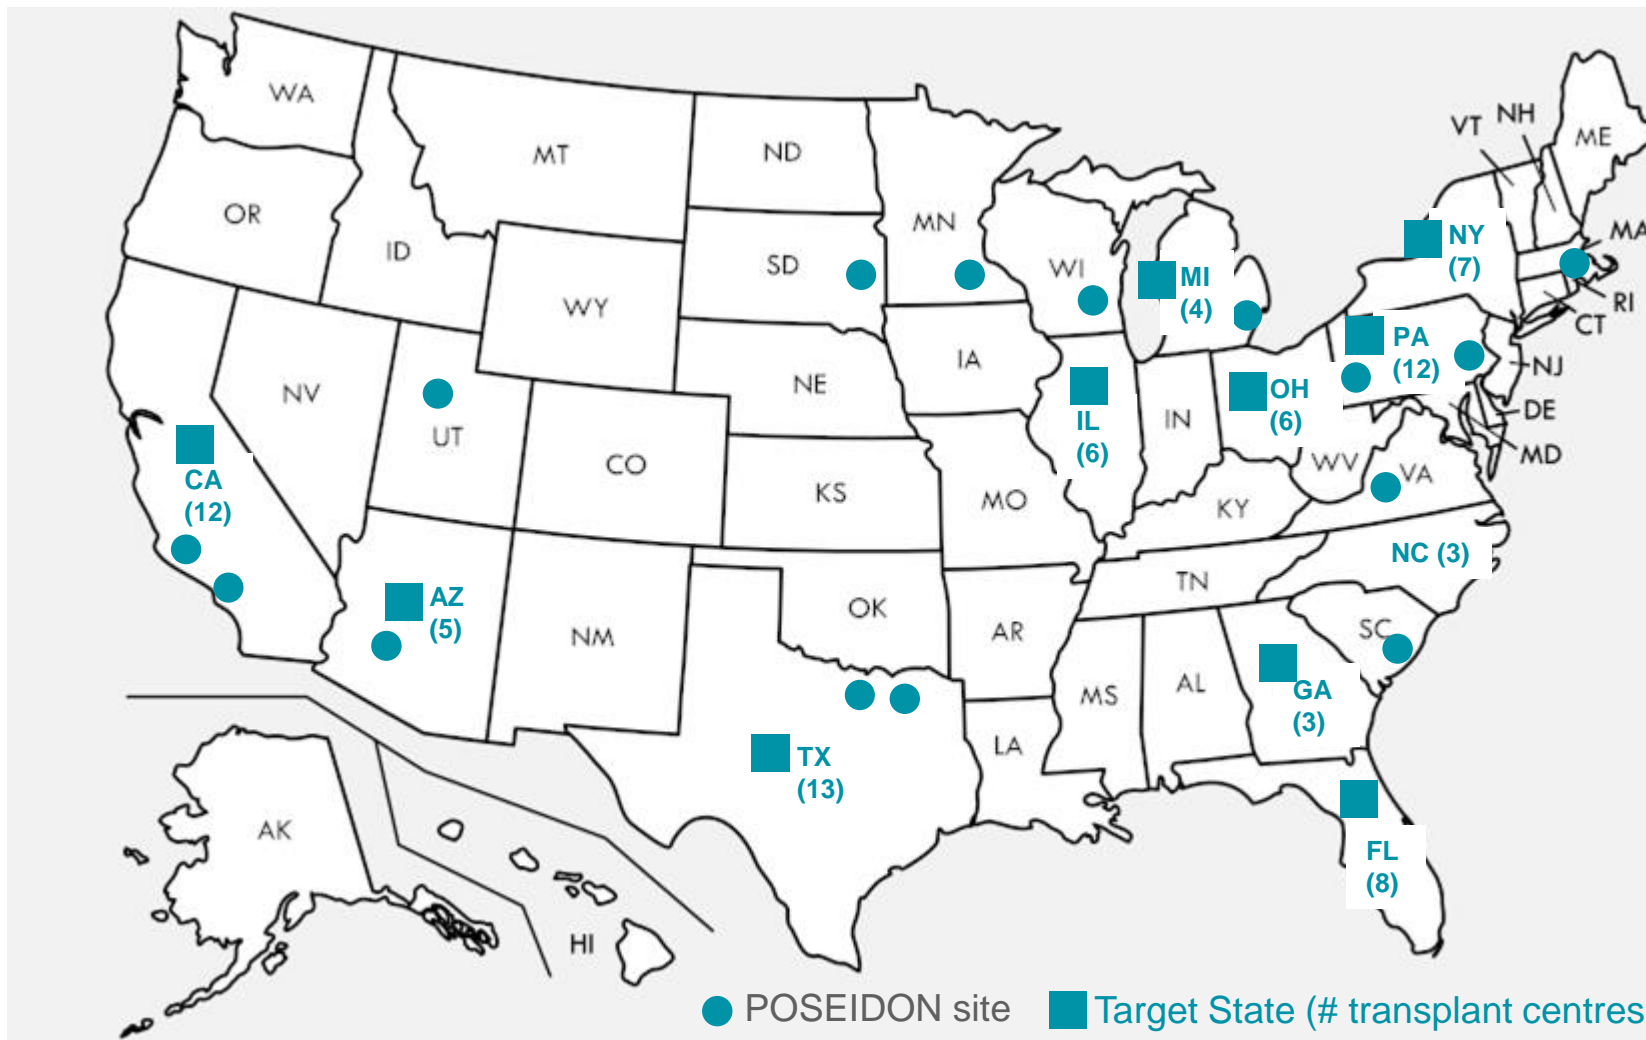 WA
MT
ND
MN
VT
NH
ME
OR
ID
SD
WI
MI
(4)
NY
(7)
MA
WY
RI
CT
IA
PA
(12)
NJ
NV
NE
IL
(6)
OH
(6)
IN
DE
UT
CO
KS
MO
WV
VA
MD
CA
(12)
KY
NC (3)
AZ
(5)
NM
OK
AR
TN
SC
TX
(13)
MS
AL
GA
(3)
LA
FL
(8)
AK
HI
POSEIDON site
Target State (# transplant centres